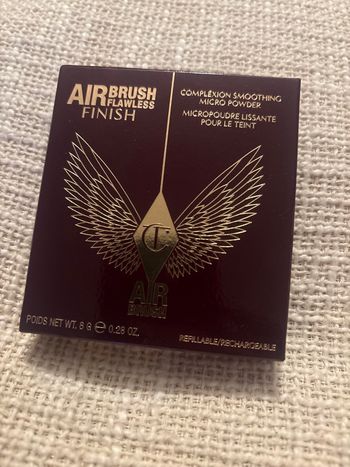 AIRBRUSH
FLAWLESS
FINISH
COMPLEXION SMOOTHING
MICRO POWDER
MICROPOUDRE LISSANTE
POUR LE TEINT
CT
AIR
BRUSH
POIDS NET WT. 8 G ℮ 0.28 OZ.
REFILLABLE/RECHARGEABLE